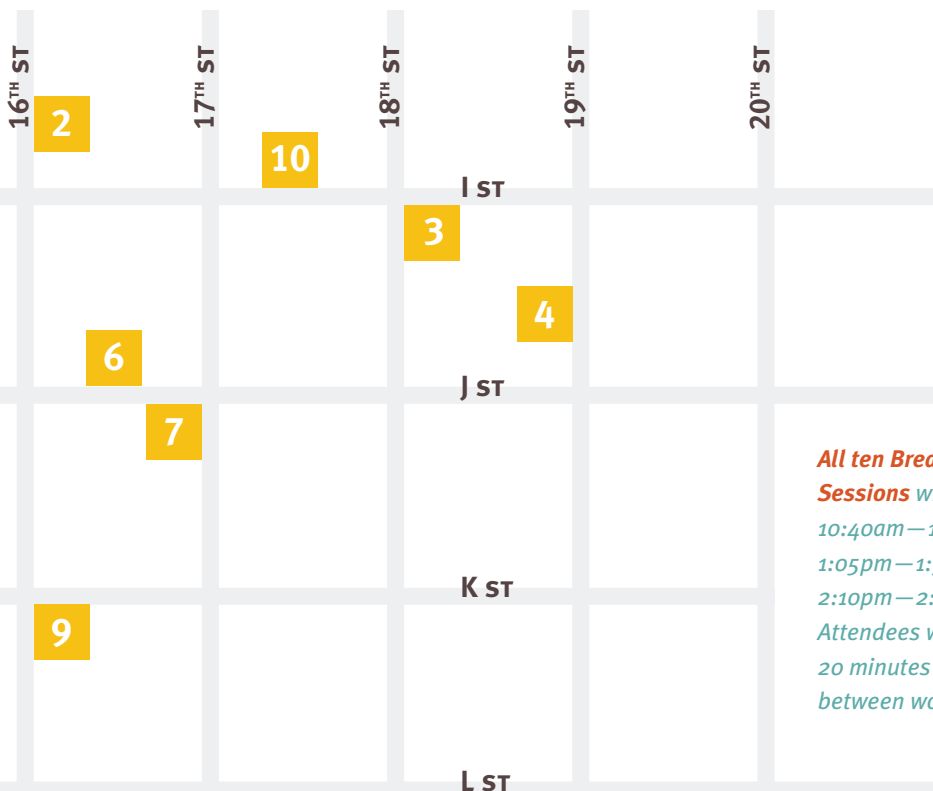 16TH ST
17TH ST
18TH ST
19TH ST
20TH ST
2
10
I ST
3
4
6
J ST
7
All ten
Sessions
10:40am—
1:05pm—
2:10pm—
Attendees
20 minutes
between
K ST
9
L ST